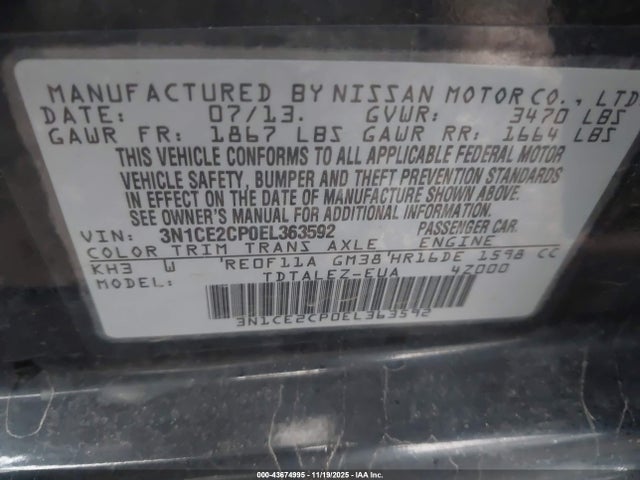 MANUFACTURED BY NISSAN MOTOR CO., LTD
DATE: 07/13. GVWR: 3470 LBS
GAWR FR: 1867 LBS GAWR RR: 1664 LBS
THIS VEHICLE CONFORMS TO ALL APPLICABLE FEDERAL MOTOR
VEHICLE SAFETY, BUMPER AND THEFT PREVENTION STANDARDS
IN EFFECT ON THE DATE OF MANUFACTURE SHOWN ABOVE.
SEE OWNER'S MANUAL FOR ADDITIONAL INFORMATION.
VIN: 3N1CE2CP0EL363592 PASSENGER CAR.
COLOR TRIM TRANS AXLE ENGINE
KH3 W RE0F11A GM38 HR16DE 1598 CC
MODEL: TDTALEZ-EUA 4Z000
3N1CE2CP0EL363592
000-43674995 - 11/19/2025 - IAA Inc.